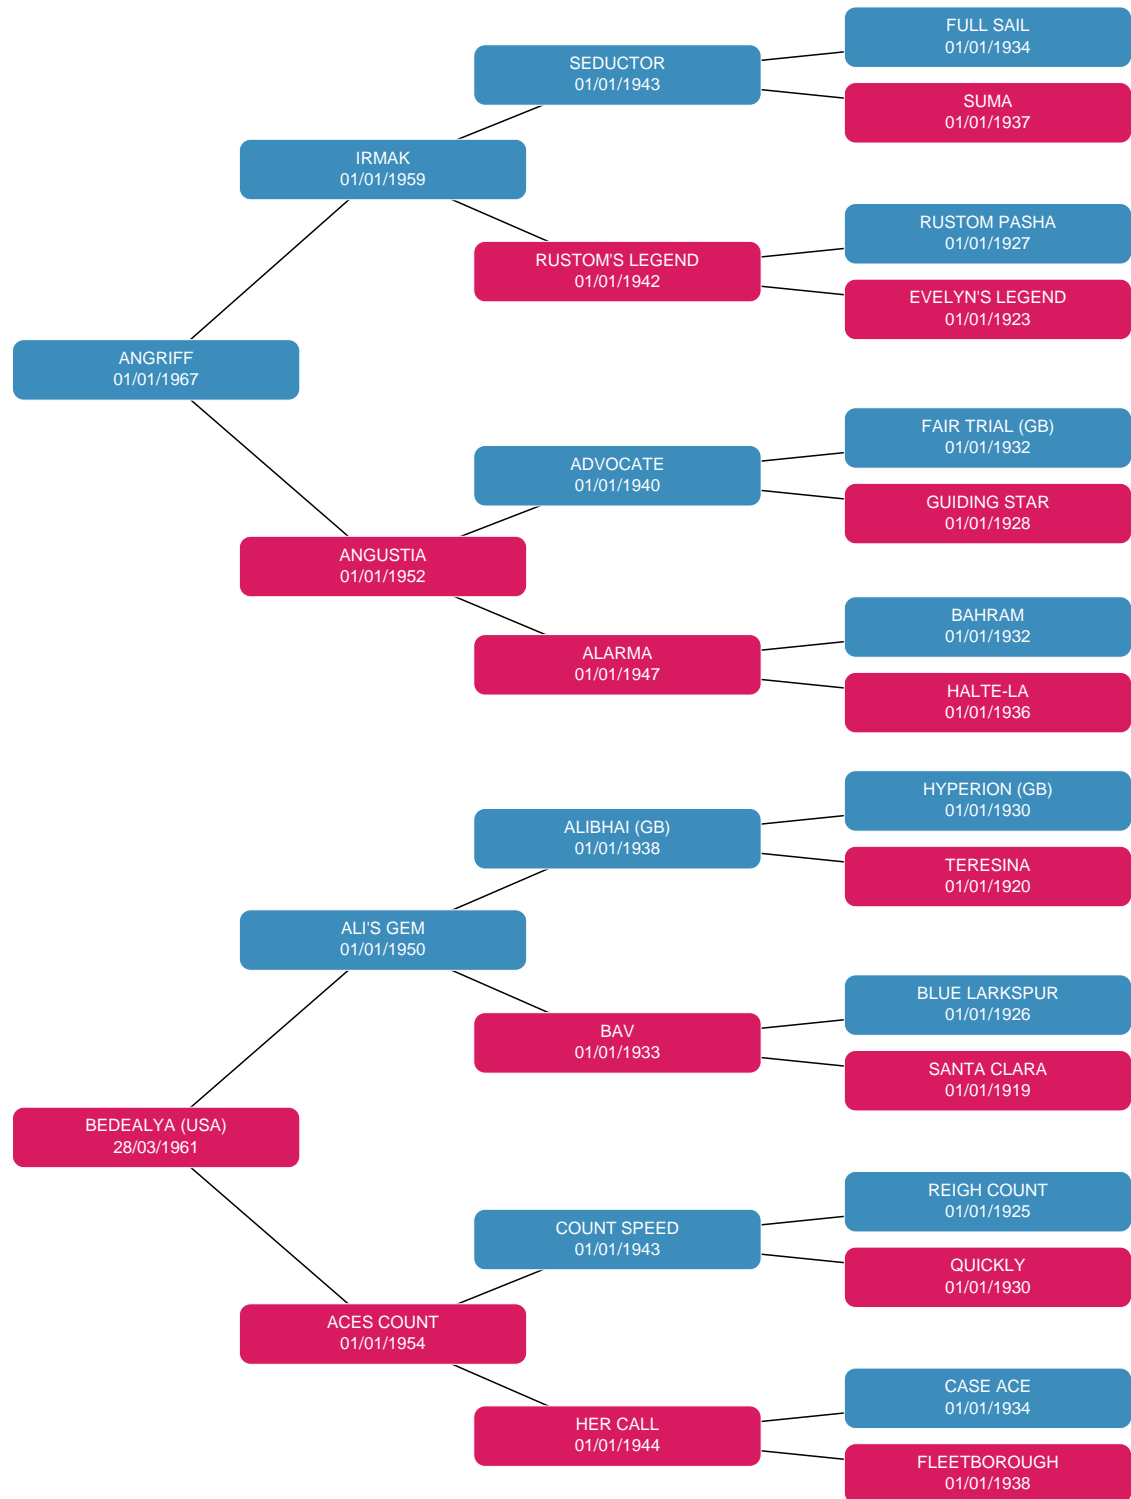 FULL SAIL
01/01/1934
SEDUCTOR
01/01/1943
SUMA
01/01/1937
IRMAK
01/01/1959
RUSTOM PASHA
01/01/1927
RUSTOM'S LEGEND
01/01/1942
EVELYN'S LEGEND
01/01/1923
ANGRIFF
01/01/1967
FAIR TRIAL (GB)
01/01/1932
ADVOCATE
01/01/1940
GUIDING STAR
01/01/1928
ANGUSTIA
01/01/1952
BAHRAM
01/01/1932
ALARMA
01/01/1947
HALTE-LA
01/01/1936
HYPERION (GB)
01/01/1930
ALIBHAI (GB)
01/01/1938
TERESINA
01/01/1920
ALI'S GEM
01/01/1950
BLUE LARKSPUR
01/01/1926
BAV
01/01/1933
SANTA CLARA
01/01/1919
BEDEALYA (USA)
28/03/1961
REIGH COUNT
01/01/1925
COUNT SPEED
01/01/1943
QUICKLY
01/01/1930
ACES COUNT
01/01/1954
CASE ACE
01/01/1934
HER CALL
01/01/1944
FLEETBOROUGH
01/01/1938